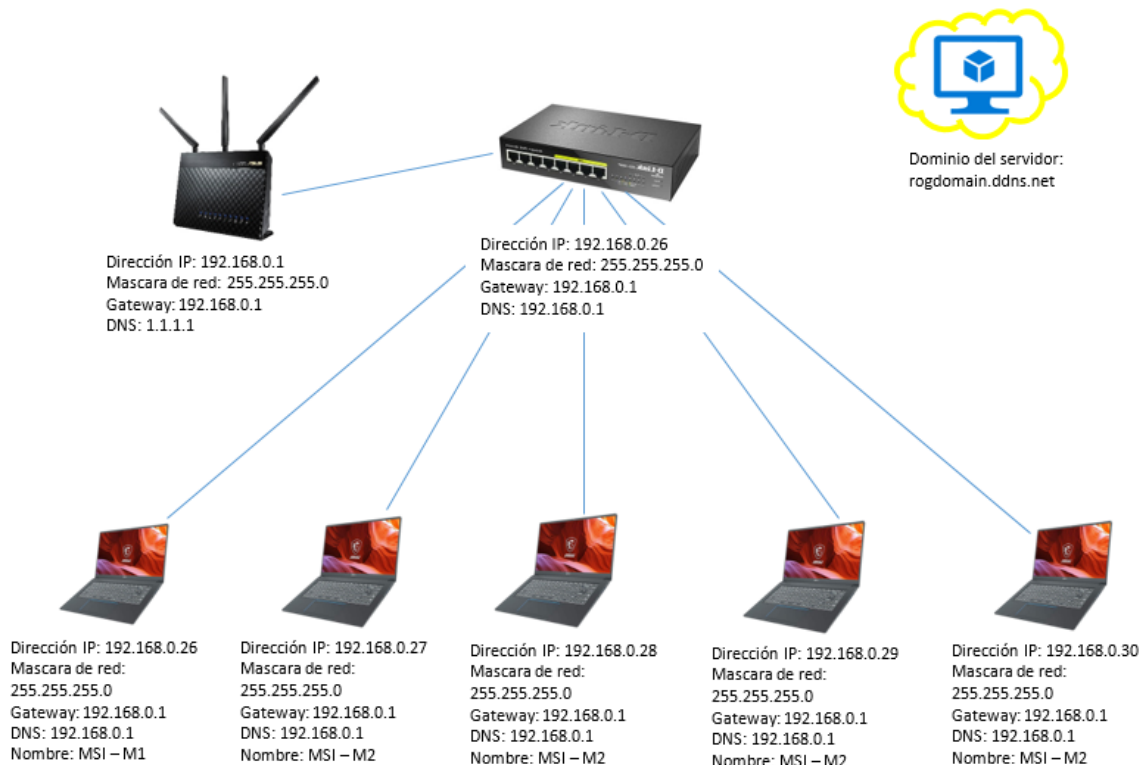 Dominio del servidor:
rogdomain.ddns.net
D-Link
Dirección IP: 192.168.0.1
Mascara de red: 255.255.255.0
Gateway: 192.168.0.1
DNS: 1.1.1.1
Dirección IP: 192.168.0.26
Mascara de red: 255.255.255.0
Gateway: 192.168.0.1
DNS: 192.168.0.1
Dirección IP: 192.168.0.26
Mascara de red:
255.255.255.0
Gateway: 192.168.0.1
DNS: 192.168.0.1
Nombre: MSI – M1
Dirección IP: 192.168.0.27
Mascara de red:
255.255.255.0
Gateway: 192.168.0.1
DNS: 192.168.0.1
Nombre: MSI – M2
Dirección IP: 192.168.0.28
Mascara de red:
255.255.255.0
Gateway: 192.168.0.1
DNS: 192.168.0.1
Nombre: MSI – M2
Dirección IP: 192.168.0.29
Mascara de red:
255.255.255.0
Gateway: 192.168.0.1
DNS: 192.168.0.1
Nombre: MSI – M2
Dirección IP: 192.168.0.30
Mascara de red:
255.255.255.0
Gateway: 192.168.0.1
DNS: 192.168.0.1
Nombre: MSI – M2